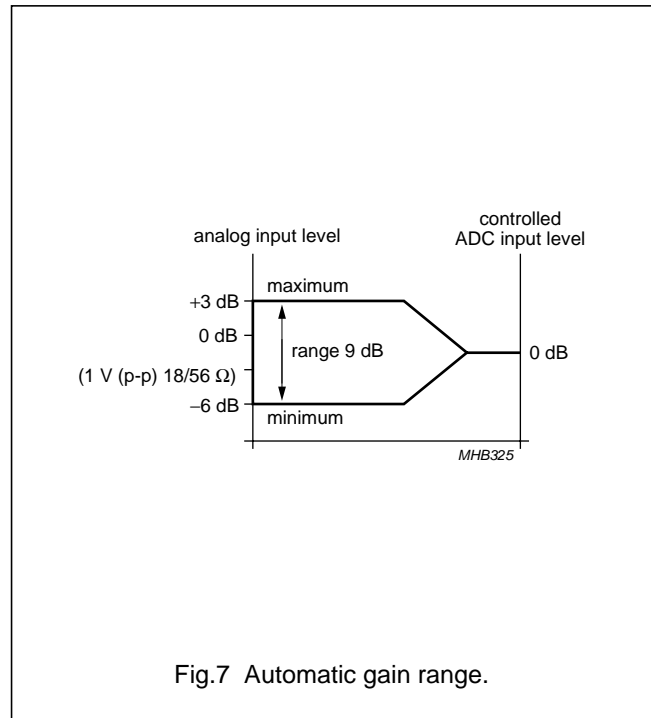 controlled
analog input level ADC input level
maximum
+3 dB
0 dB
range 9 dB
0 dB
(1 V (p-p) 18/56 Ω)
−6 dB
minimum
MHB325
Fig.7 Automatic gain range.